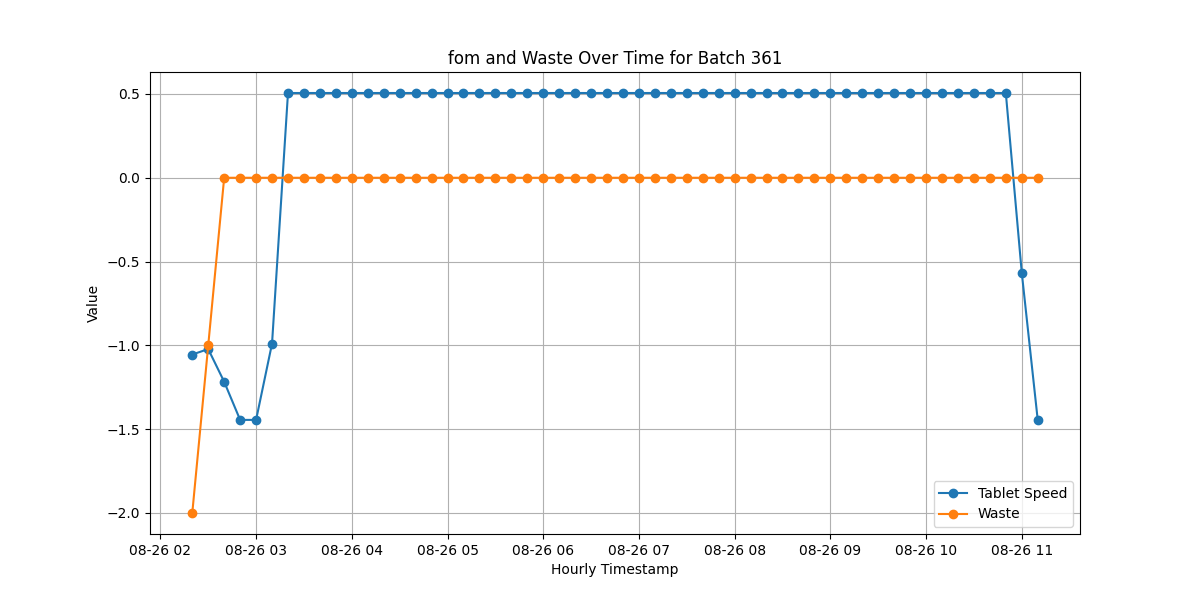 fom and Waste Over Time for Batch 361
Value
0.5
0.0
−0.5
−1.0
−1.5
−2.0
Tablet Speed
Waste
08-26 02 08-26 03 08-26 04 08-26 05 08-26 06 08-26 07 08-26 08 08-26 09 08-26 10 08-26 11
Hourly Timestamp